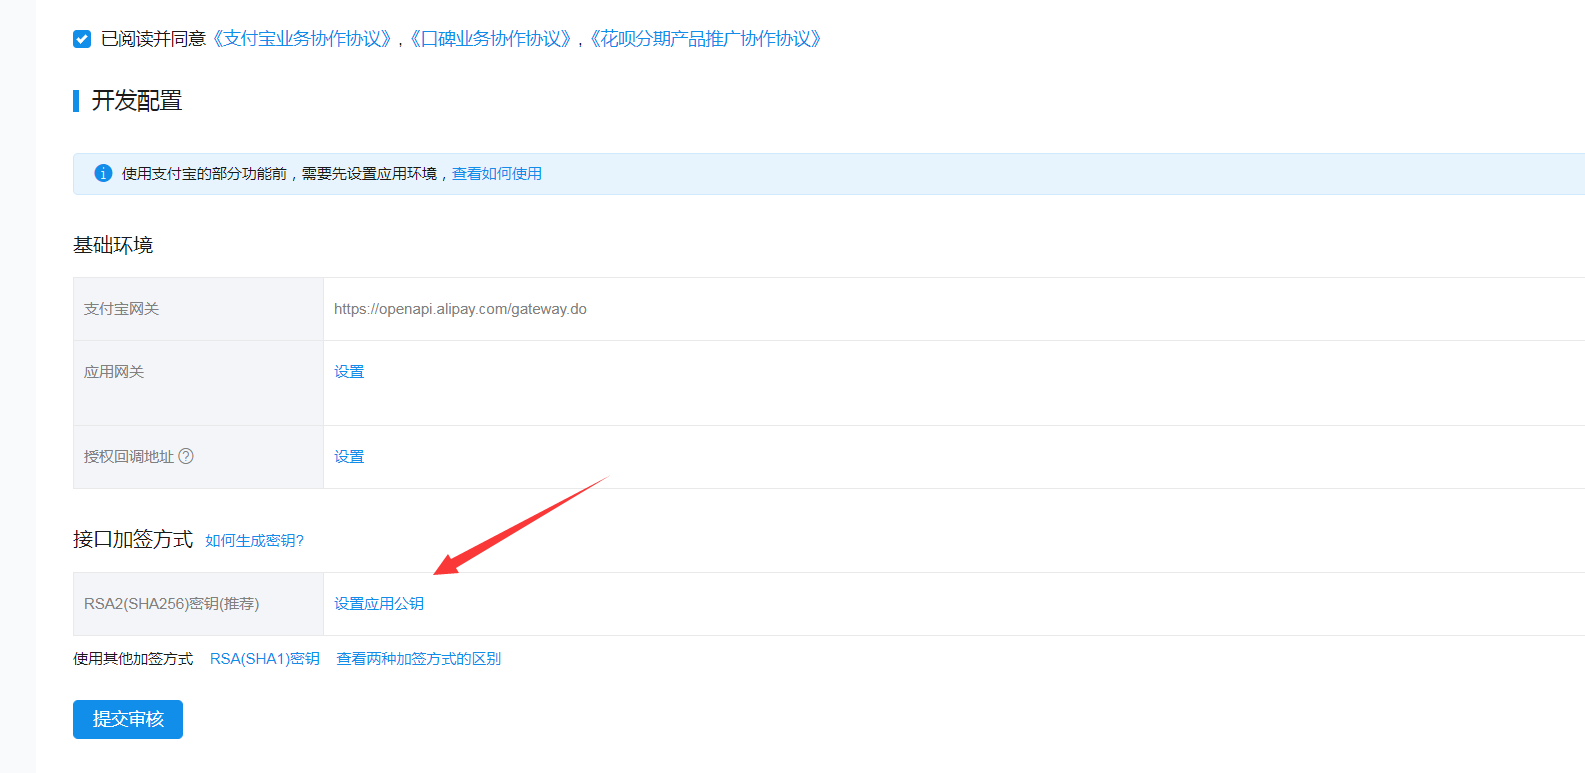 已阅读并同意《支付宝业务协作协议》,《口碑业务协作协议》,《花呗分期产品推广协作协议》
开发配置
使用支付宝的部分功能前，需要先设置应用环境，查看如何使用
基础环境
支付宝网关 https://openapi.alipay.com/gateway.do
应用网关 设置
授权回调地址 ? 设置
接口加签方式 如何生成密钥?
RSA2(SHA256)密钥(推荐) 设置应用公钥
使用其他加签方式 RSA(SHA1)密钥 查看两种加签方式的区别
提交审核